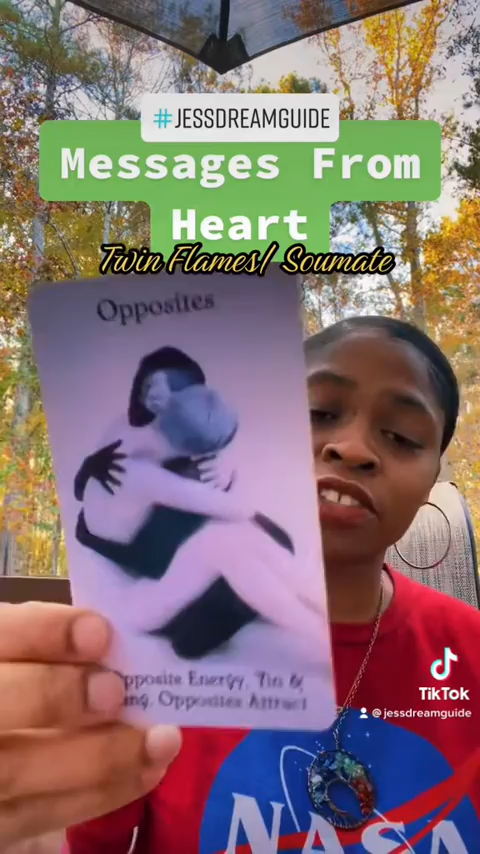 #JESSDREAMGUIDE
Messages From
Heart
Twin Flames/ Soumate
Opposites
Opposite Energy, Yin &
Yang, Opposites Attract
TikTok
@jessdreamguide
NASA